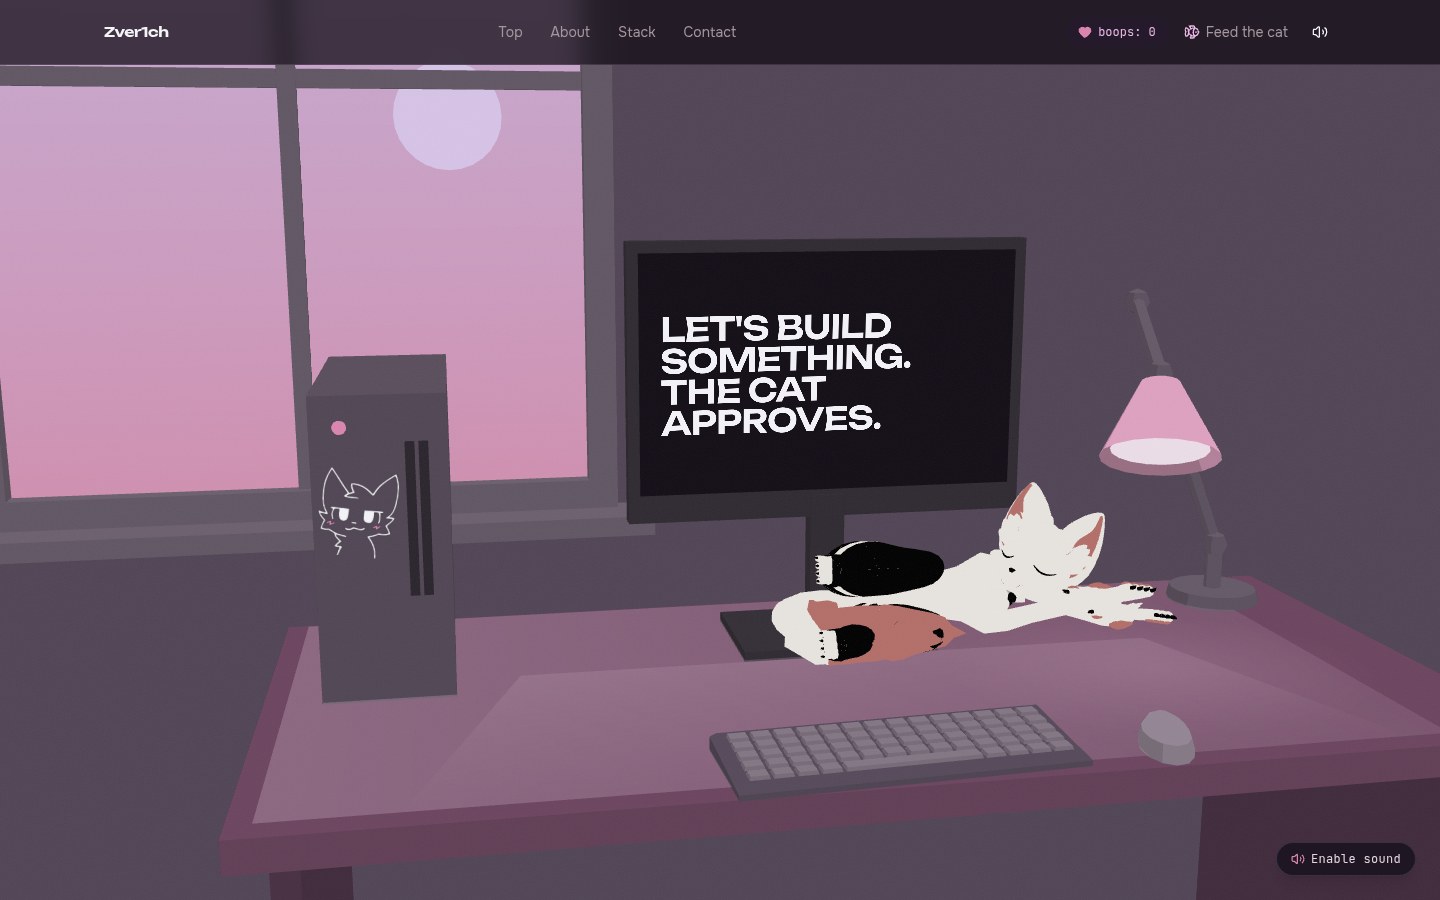 Zver1ch
Top
About
Stack
Contact
boops: 0
Feed the cat
LET'S BUILD
SOMETHING.
THE CAT
APPROVES.
Enable sound